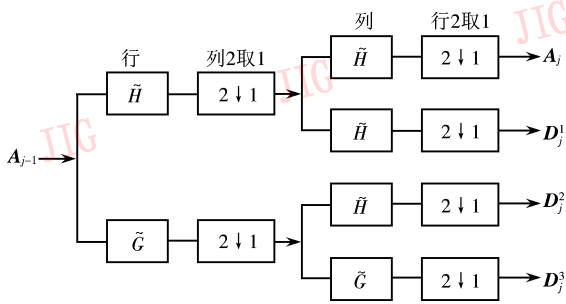 列 行2取1
行 列2取1
H̃ 2↓1 A_j
H̃ 2↓1
H̃ 2↓1 D_j^1
A_{j-1}
H̃ 2↓1 D_j^2
G̃ 2↓1
G̃ 2↓1 D_j^3
JIG
JIG
JIG